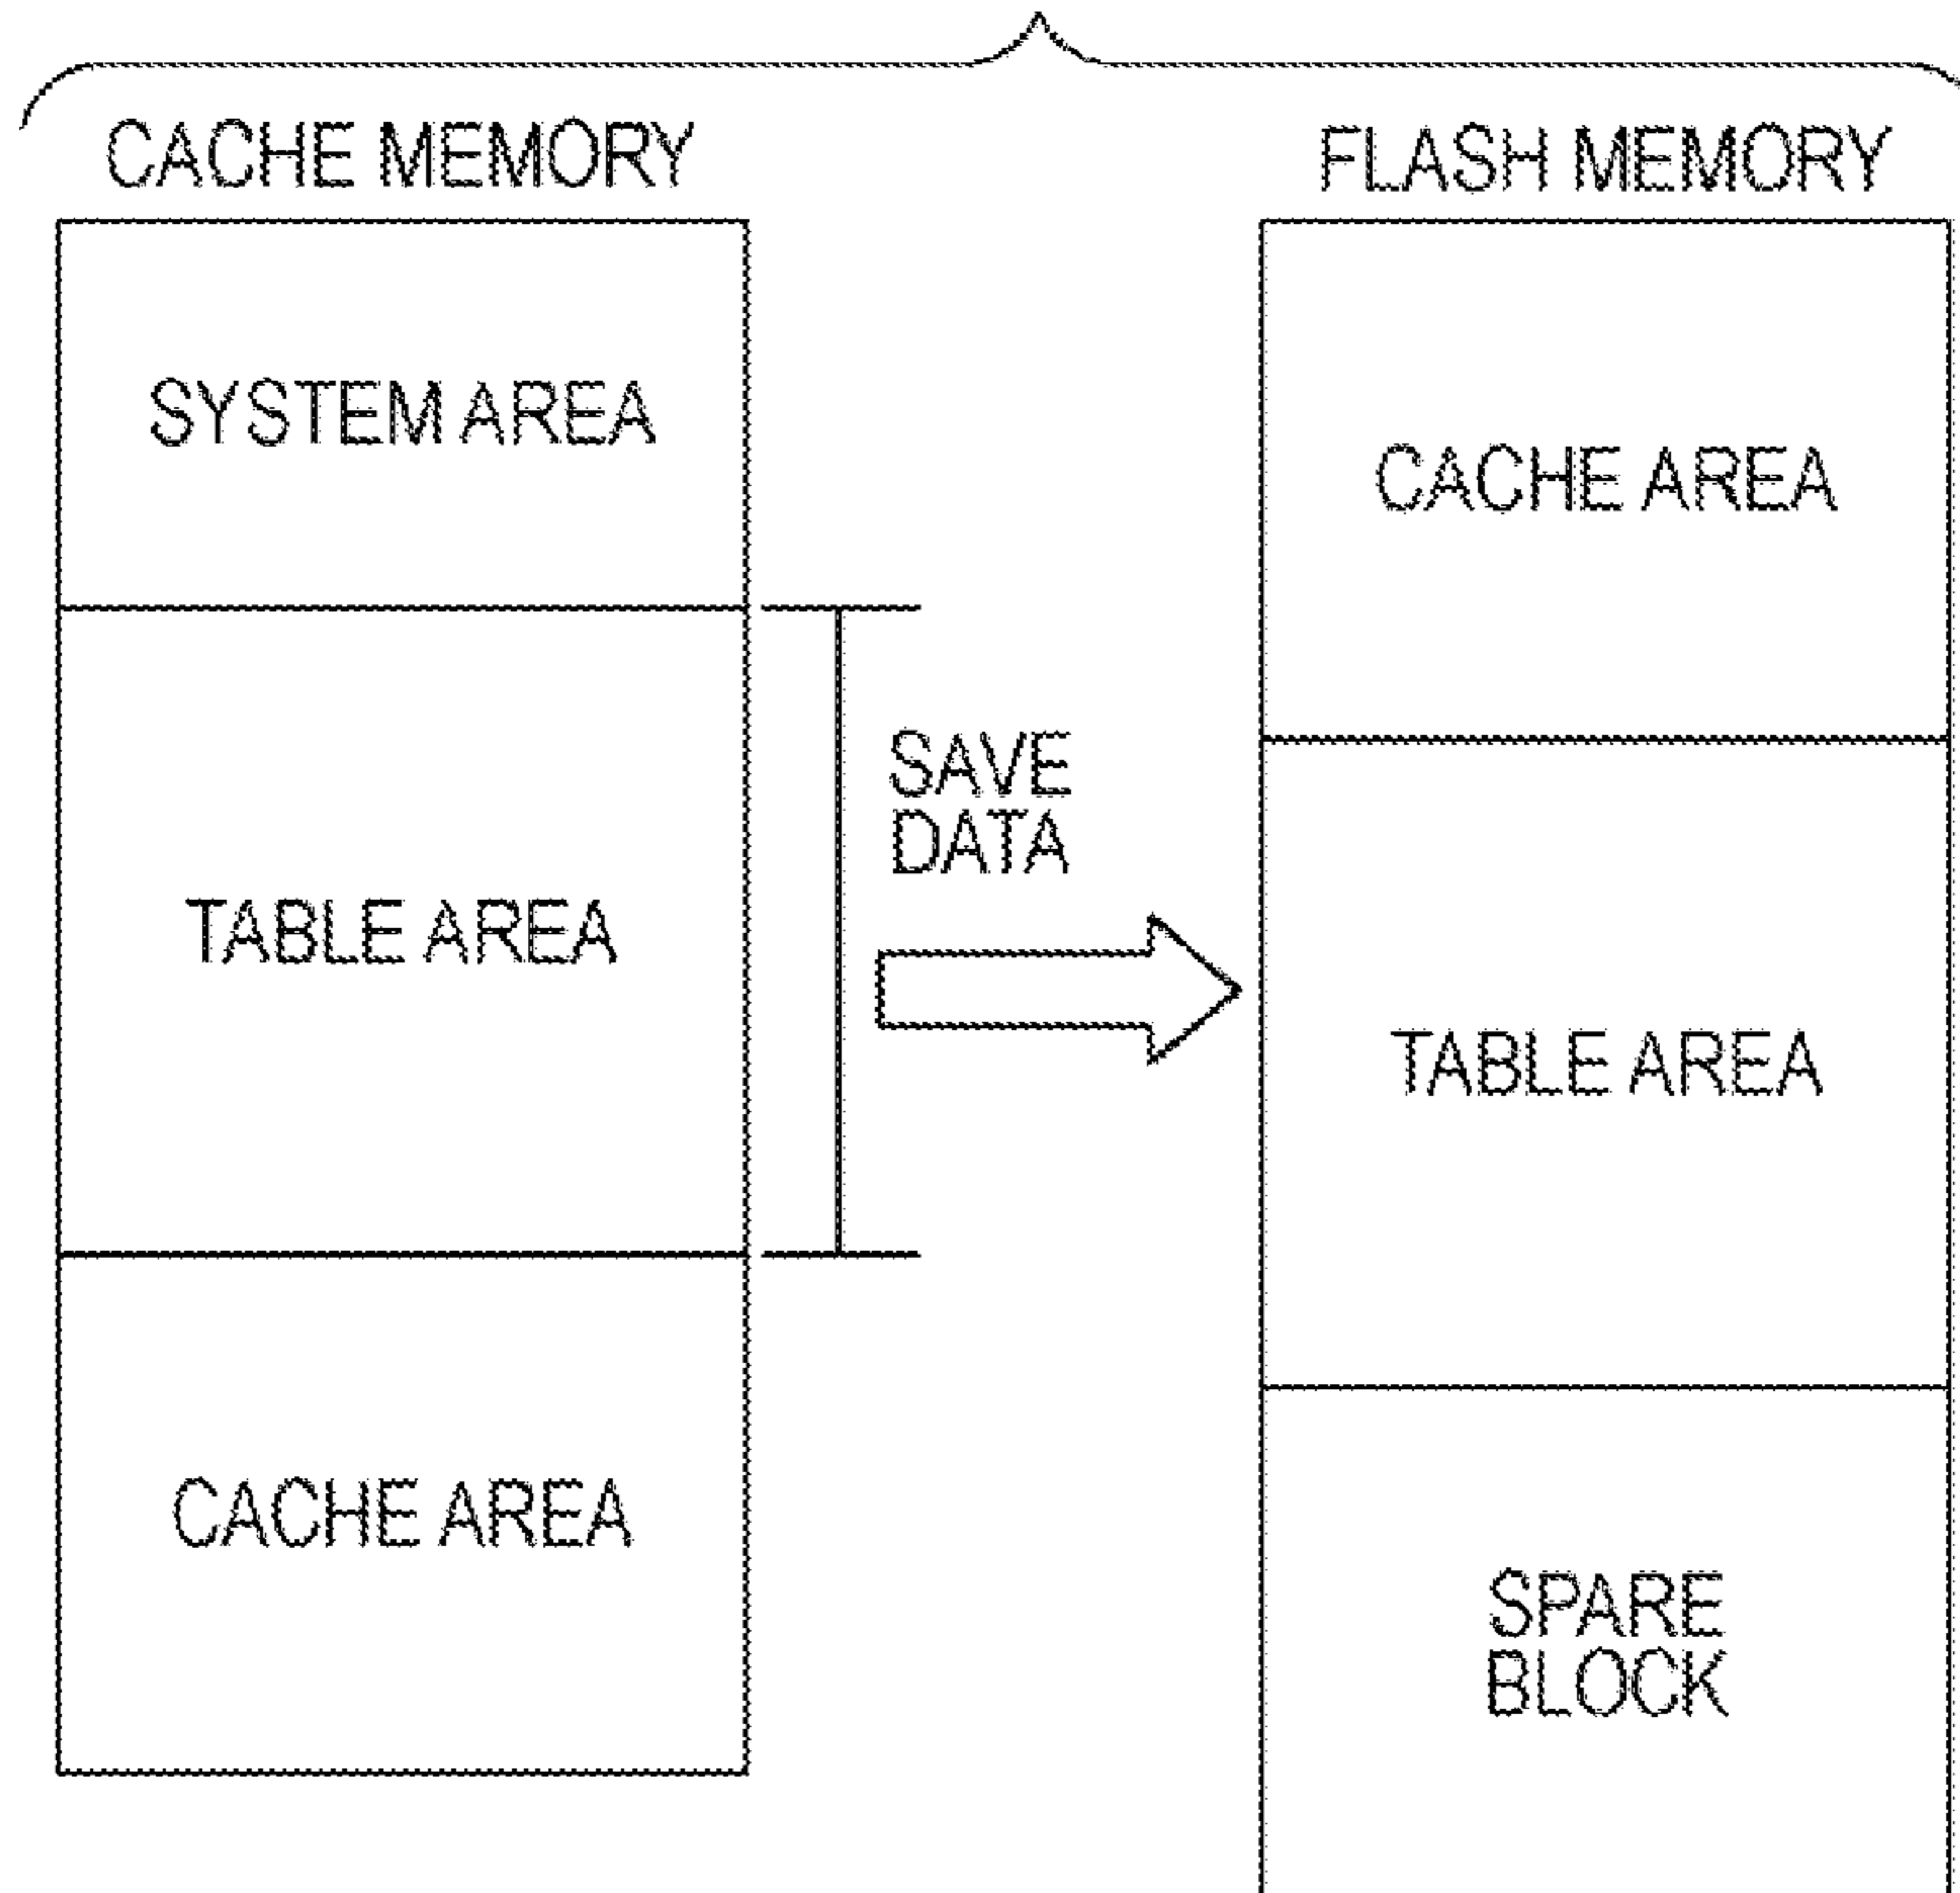 CACHE MEMORY
SYSTEM AREA
TABLE AREA
CACHE AREA
SAVE
DATA
FLASH MEMORY
CACHE AREA
TABLE AREA
SPARE
BLOCK